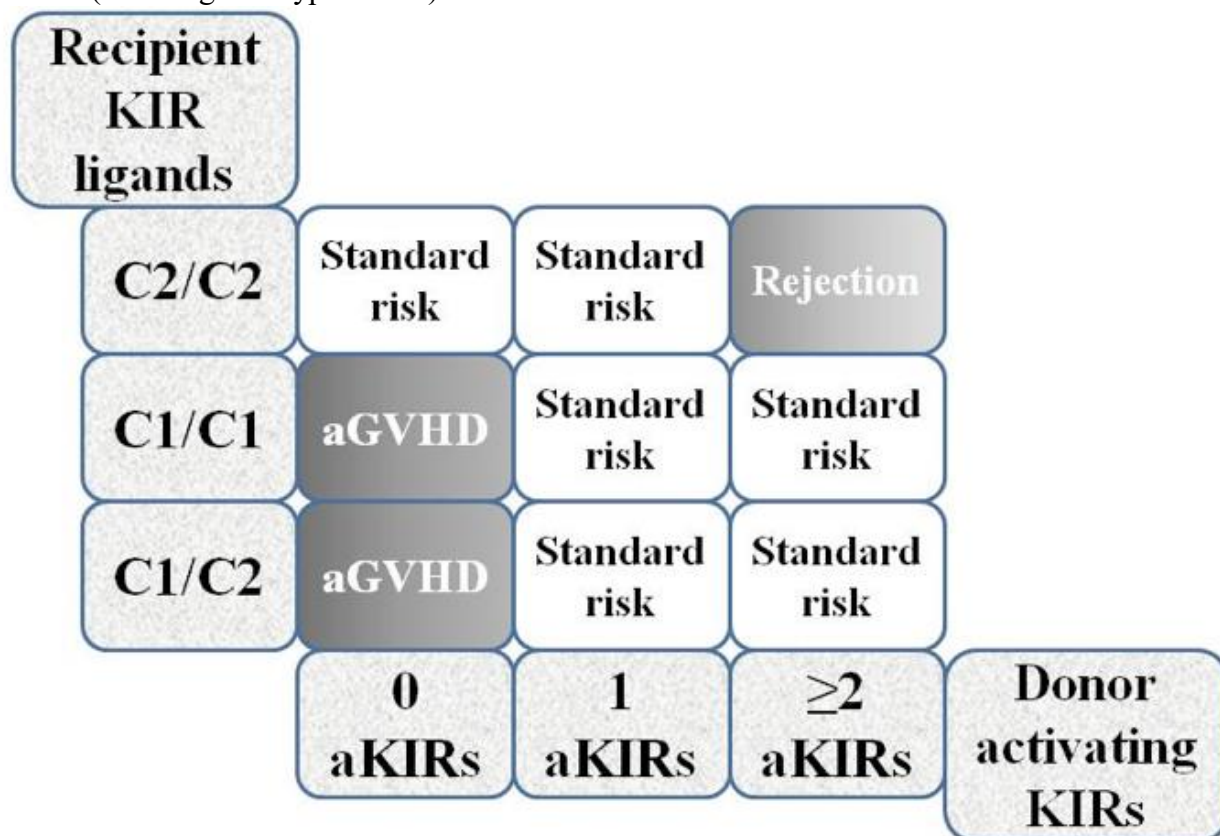 Recipient
KIR
ligands
C2/C2
Standard
risk
Standard
risk
Rejection
C1/C1
aGVHD
Standard
risk
Standard
risk
C1/C2
aGVHD
Standard
risk
Standard
risk
0
aKIRs
1
aKIRs
≥2
aKIRs
Donor
activating
KIRs